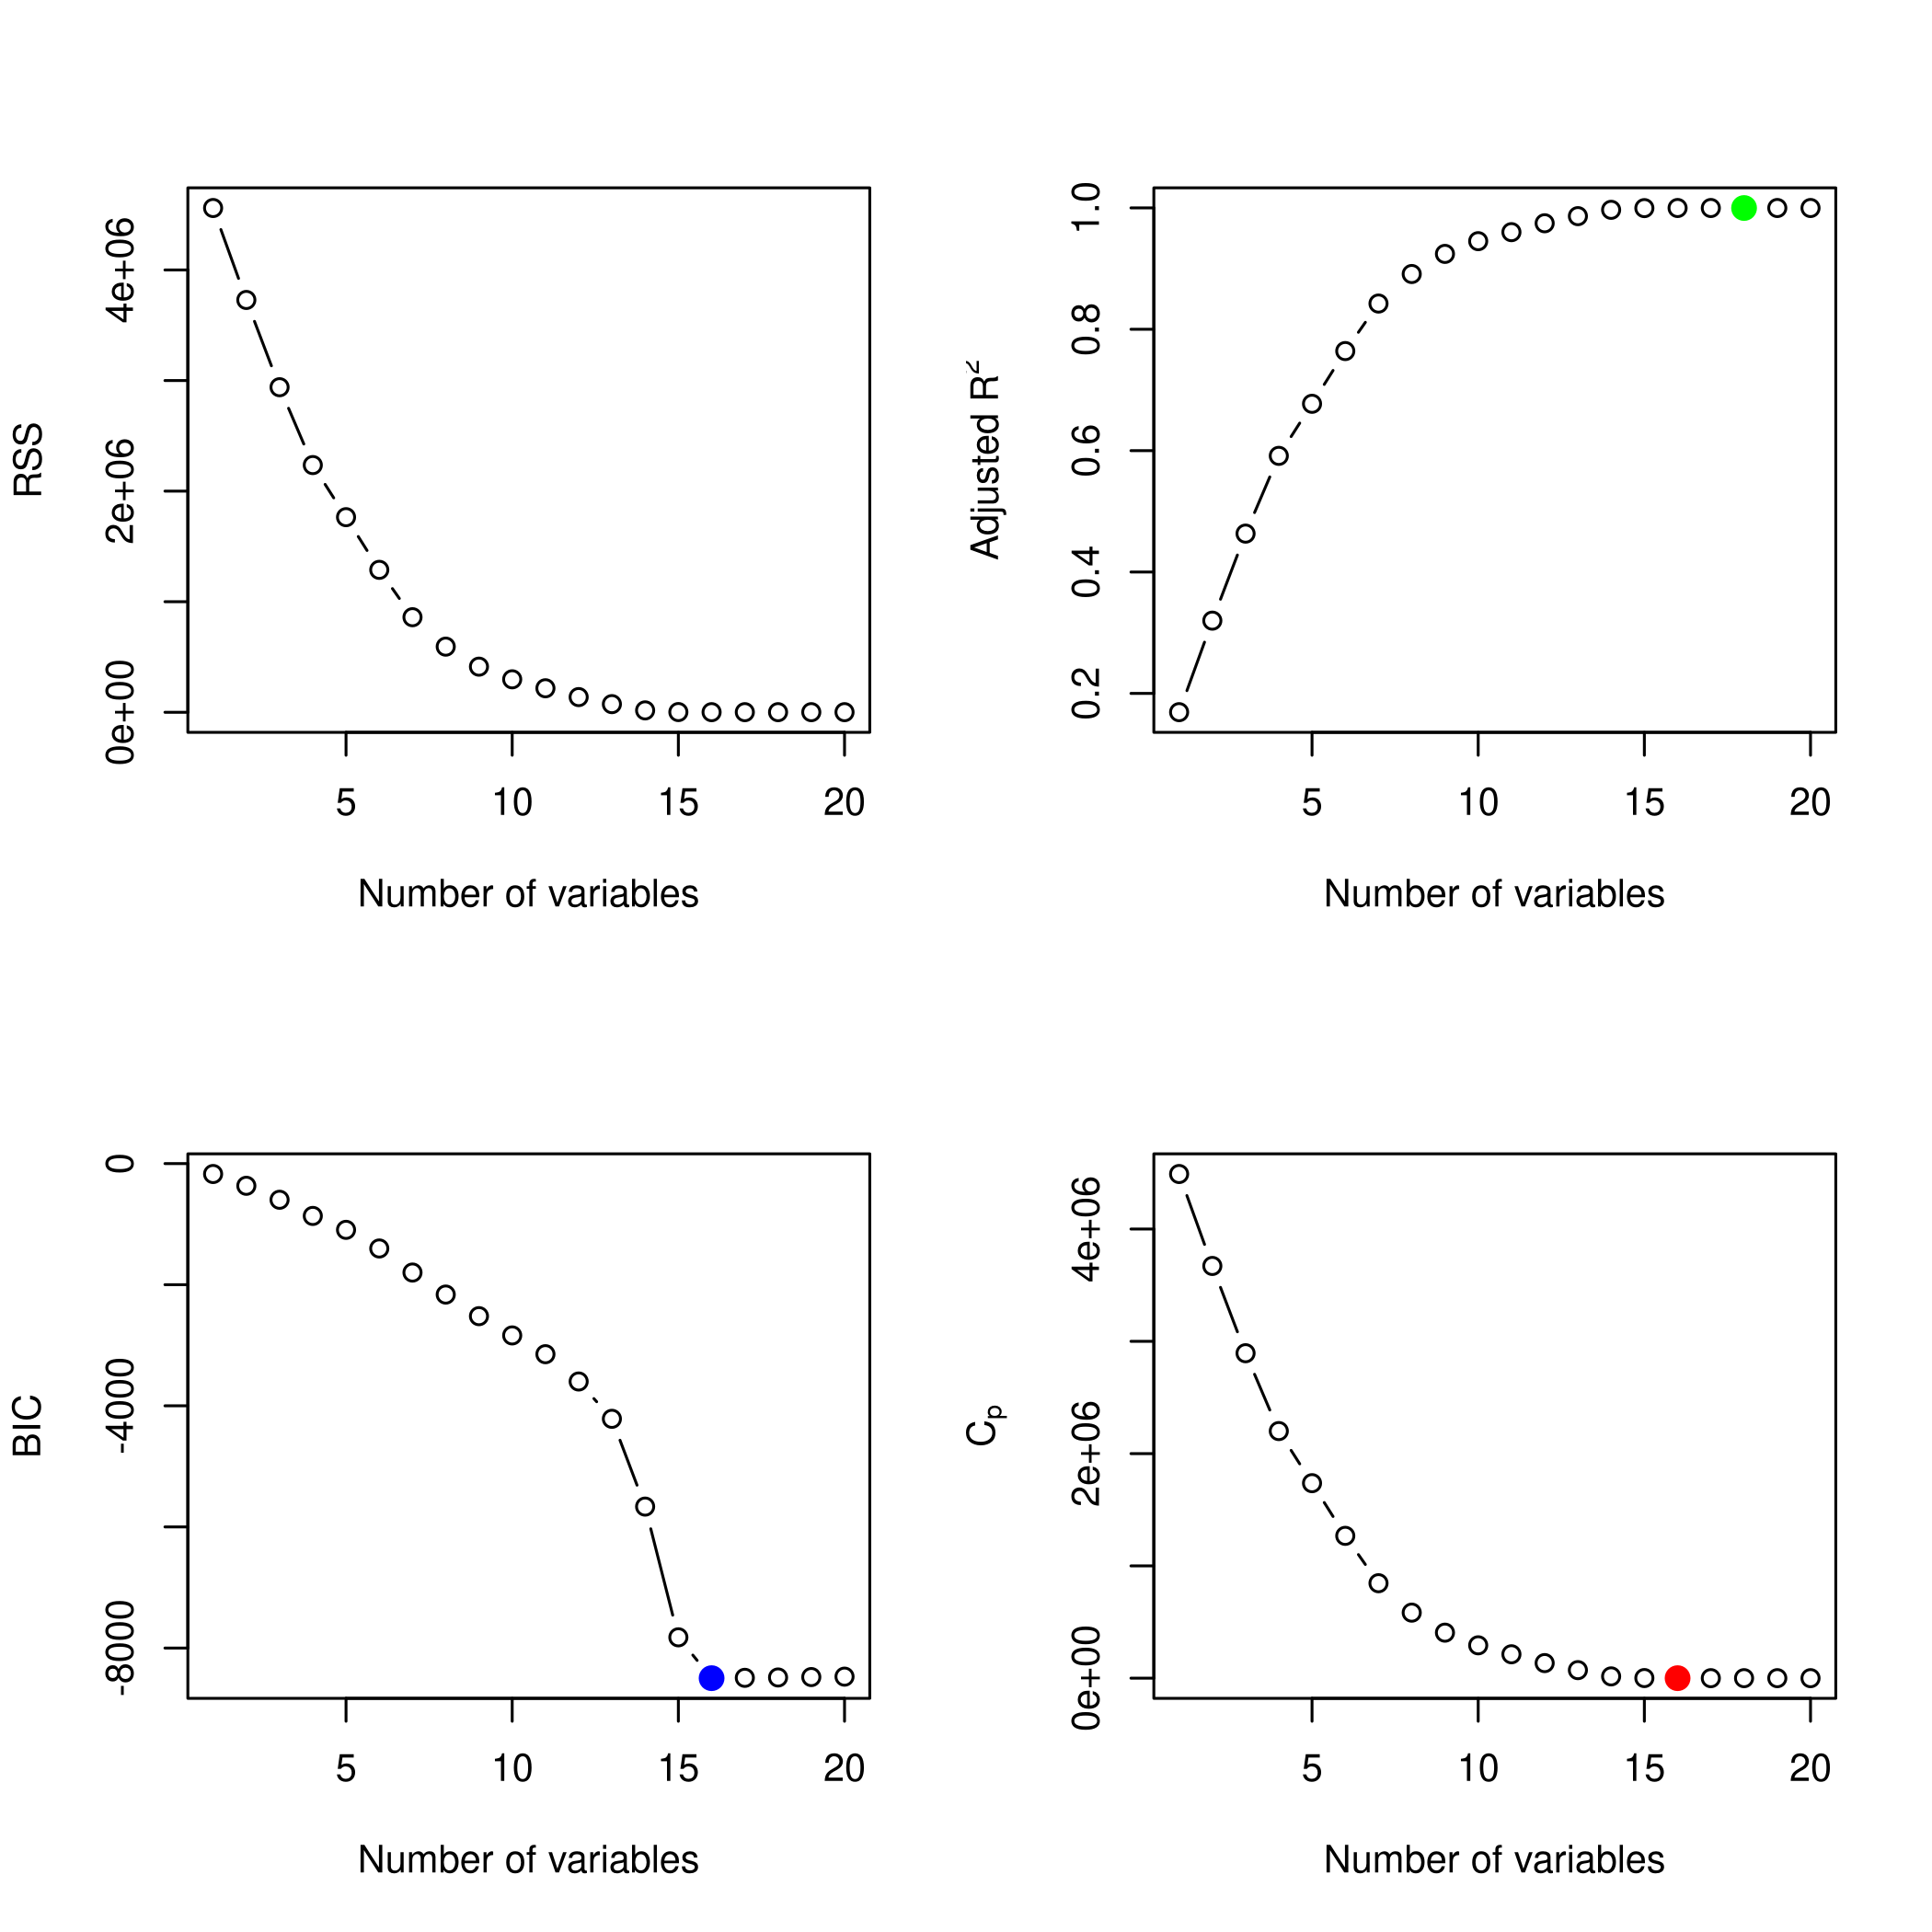 RSS
4e+06
2e+06
0e+00
5 10 15 20
Number of variables
Adjusted R²
1.0
0.8
0.6
0.4
0.2
5 10 15 20
Number of variables
BIC
0
-4000
-8000
5 10 15 20
Number of variables
Cp
4e+06
2e+06
0e+00
5 10 15 20
Number of variables